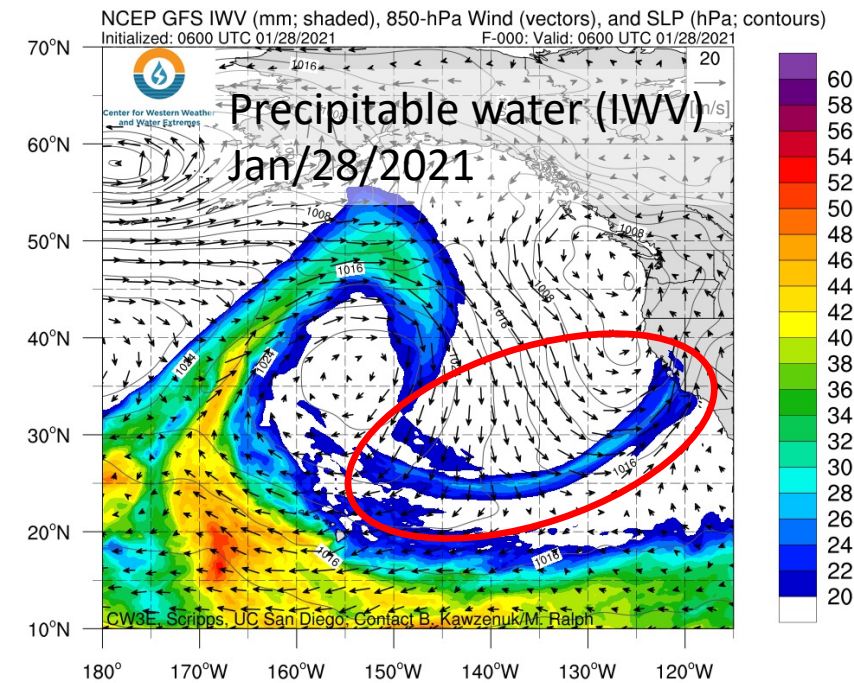 NCEP GFS IWV (mm; shaded), 850-hPa Wind (vectors), and SLP (hPa; contours)
Initialized: 0600 UTC 01/28/2021 F-000: Valid: 0600 UTC 01/28/2021
70°N
60°N
50°N
40°N
30°N
20°N
10°N
Center for Western Weather
and Water Extremes
Precipitable water (IWV)
Jan/28/2021
20
[m/s]
1016
1008
1016
1008
1008
1016
1024
1024
1016
1016
1016
CW3E, Scripps, UC San Diego; Contact B. Kawzenuk/M. Ralph
180°
170°W
160°W
150°W
140°W
130°W
120°W
60
58
56
54
52
50
48
46
44
42
40
38
36
34
32
30
28
26
24
22
20